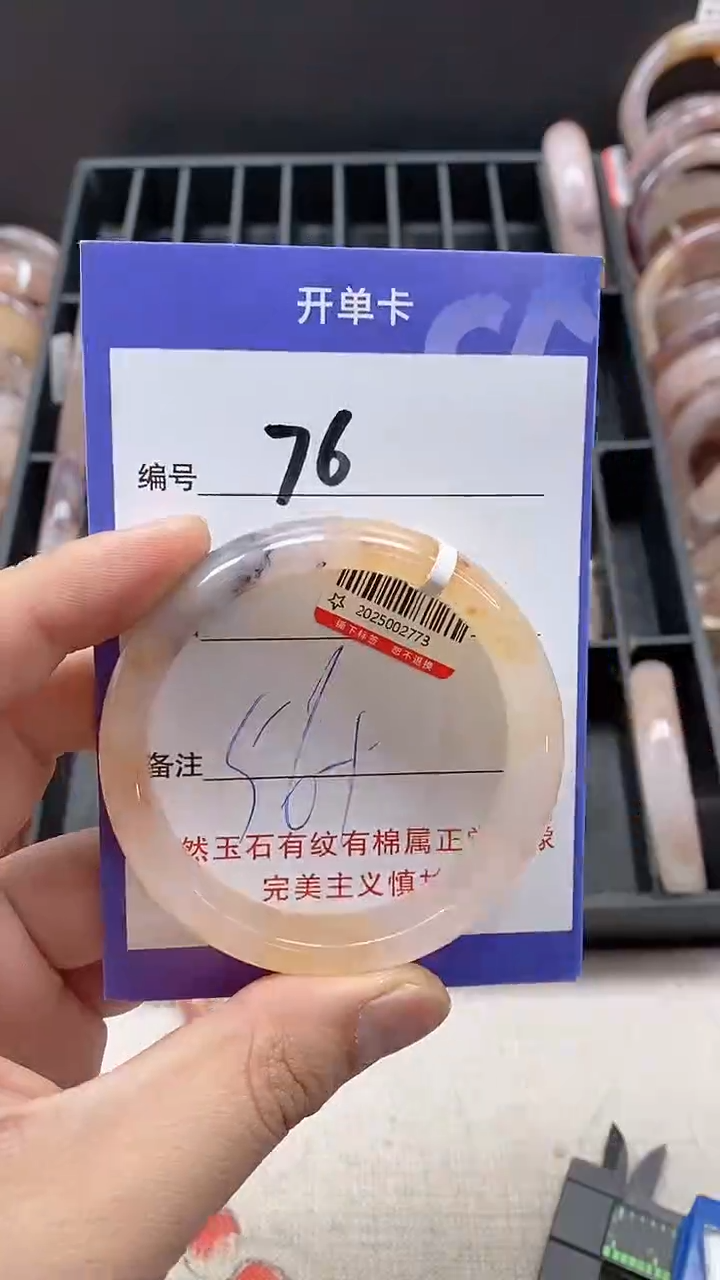 开单卡
编号 76
2025002773
撕下标签 恕不退换
备注
然玉石有纹有棉属正
完美主义慎